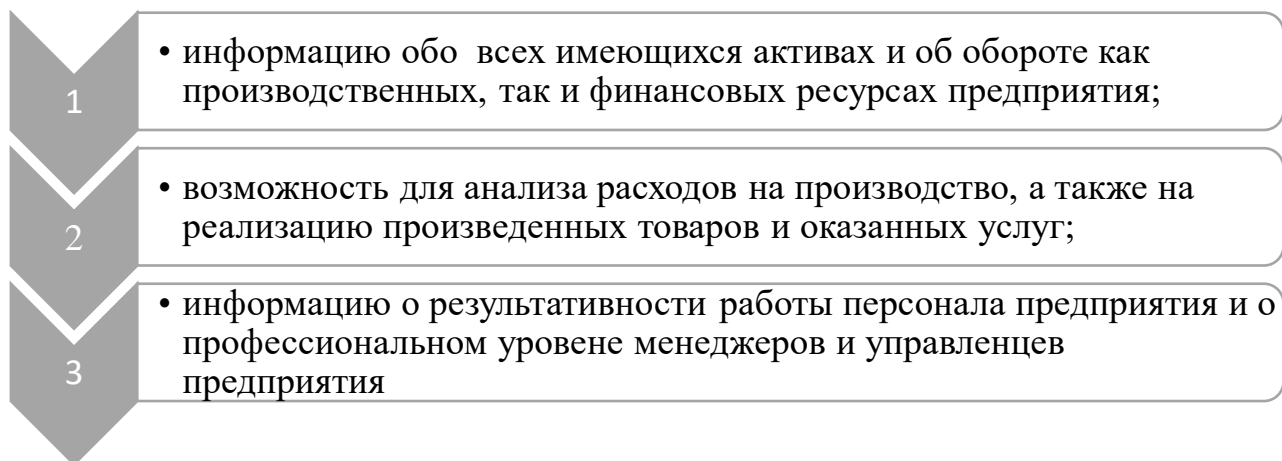 • информацию обо  всех имеющихся активах и об обороте как
1
производственных, так и финансовых ресурсах предприятия;
• возможность для анализа расходов на производство, а также на
2
реализацию произведенных товаров и оказанных услуг;
• информацию о результативности работы персонала предприятия и о
профессиональном уровене менеджеров и управленцев
3
предприятия